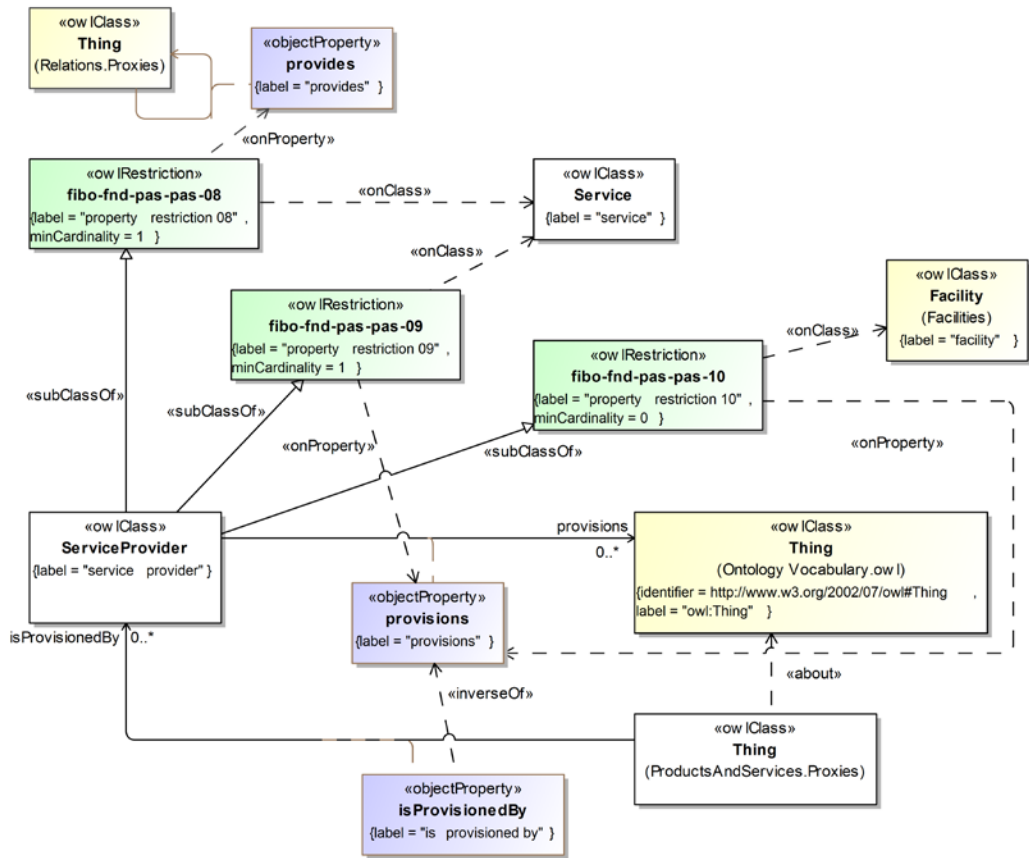 «owlClass»
Thing
(Relations.Proxies)
«objectProperty»
provides
{label = "provides" }
«onProperty»
«owlRestriction»
fibo-fnd-pas-pas-08
{label = "property restriction 08" ,
minCardinality = 1 }
«onClass»
«owlClass»
Service
{label = "service" }
«onClass»
«owlRestriction»
fibo-fnd-pas-pas-09
{label = "property restriction 09" ,
minCardinality = 1 }
«owlClass»
Facility
(Facilities)
{label = "facility" }
«onClass»
«owlRestriction»
fibo-fnd-pas-pas-10
{label = "property restriction 10" ,
minCardinality = 0 }
«subClassOf»
«subClassOf»
«onProperty»
«subClassOf»
«onProperty»
«owlClass»
ServiceProvider
{label = "service provider" }
provisions
0..*
«owlClass»
Thing
(Ontology Vocabulary.owl)
{identifier = http://www.w3.org/2002/07/owl#Thing ,
label = "owl:Thing" }
«objectProperty»
provisions
{label = "provisions" }
isProvisionedBy 0..*
«inverseOf»
«about»
«owlClass»
Thing
(ProductsAndServices.Proxies)
«objectProperty»
isProvisionedBy
{label = "is provisioned by" }